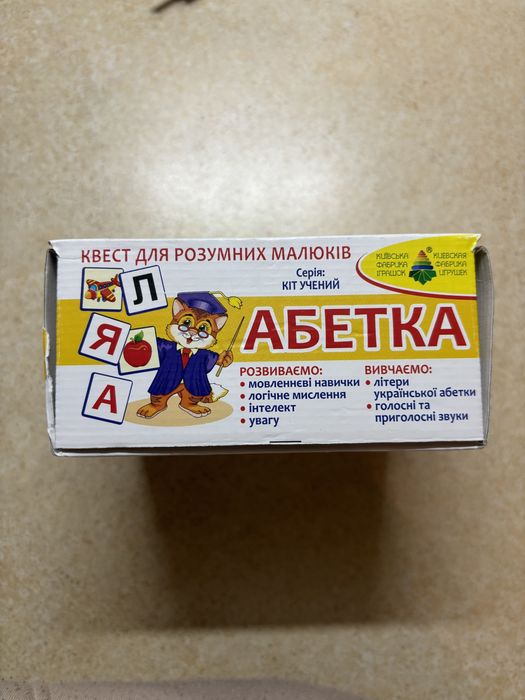 КВЕСТ ДЛЯ РОЗУМНИХ МАЛЮКІВ
Серія:
КІТ УЧЕНИЙ
КИЇВСЬКА
ФАБРИКА
ІГРАШОК
®
КИЕВСКАЯ
ФАБРИКА
ИГРУШЕК
Л
Я
А
АБЕТКА
РОЗВИВАЄМО:
• мовленнєві навички
• логічне мислення
• інтелект
• увагу
ВИВЧАЄМО:
• літери
української абетки
• голосні та
приголосні звуки